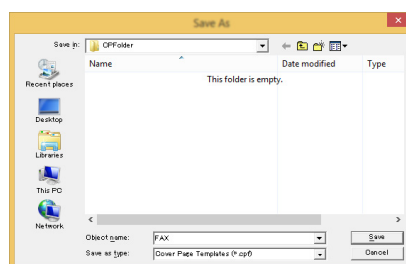 Save As
Save in: CPFolder
Name Date modified Type
This folder is empty.
Recent places
Desktop
Libraries
This PC
Network
Object name: FAX Save
Save as type: Cover Page Templates (*.cpf) Cancel